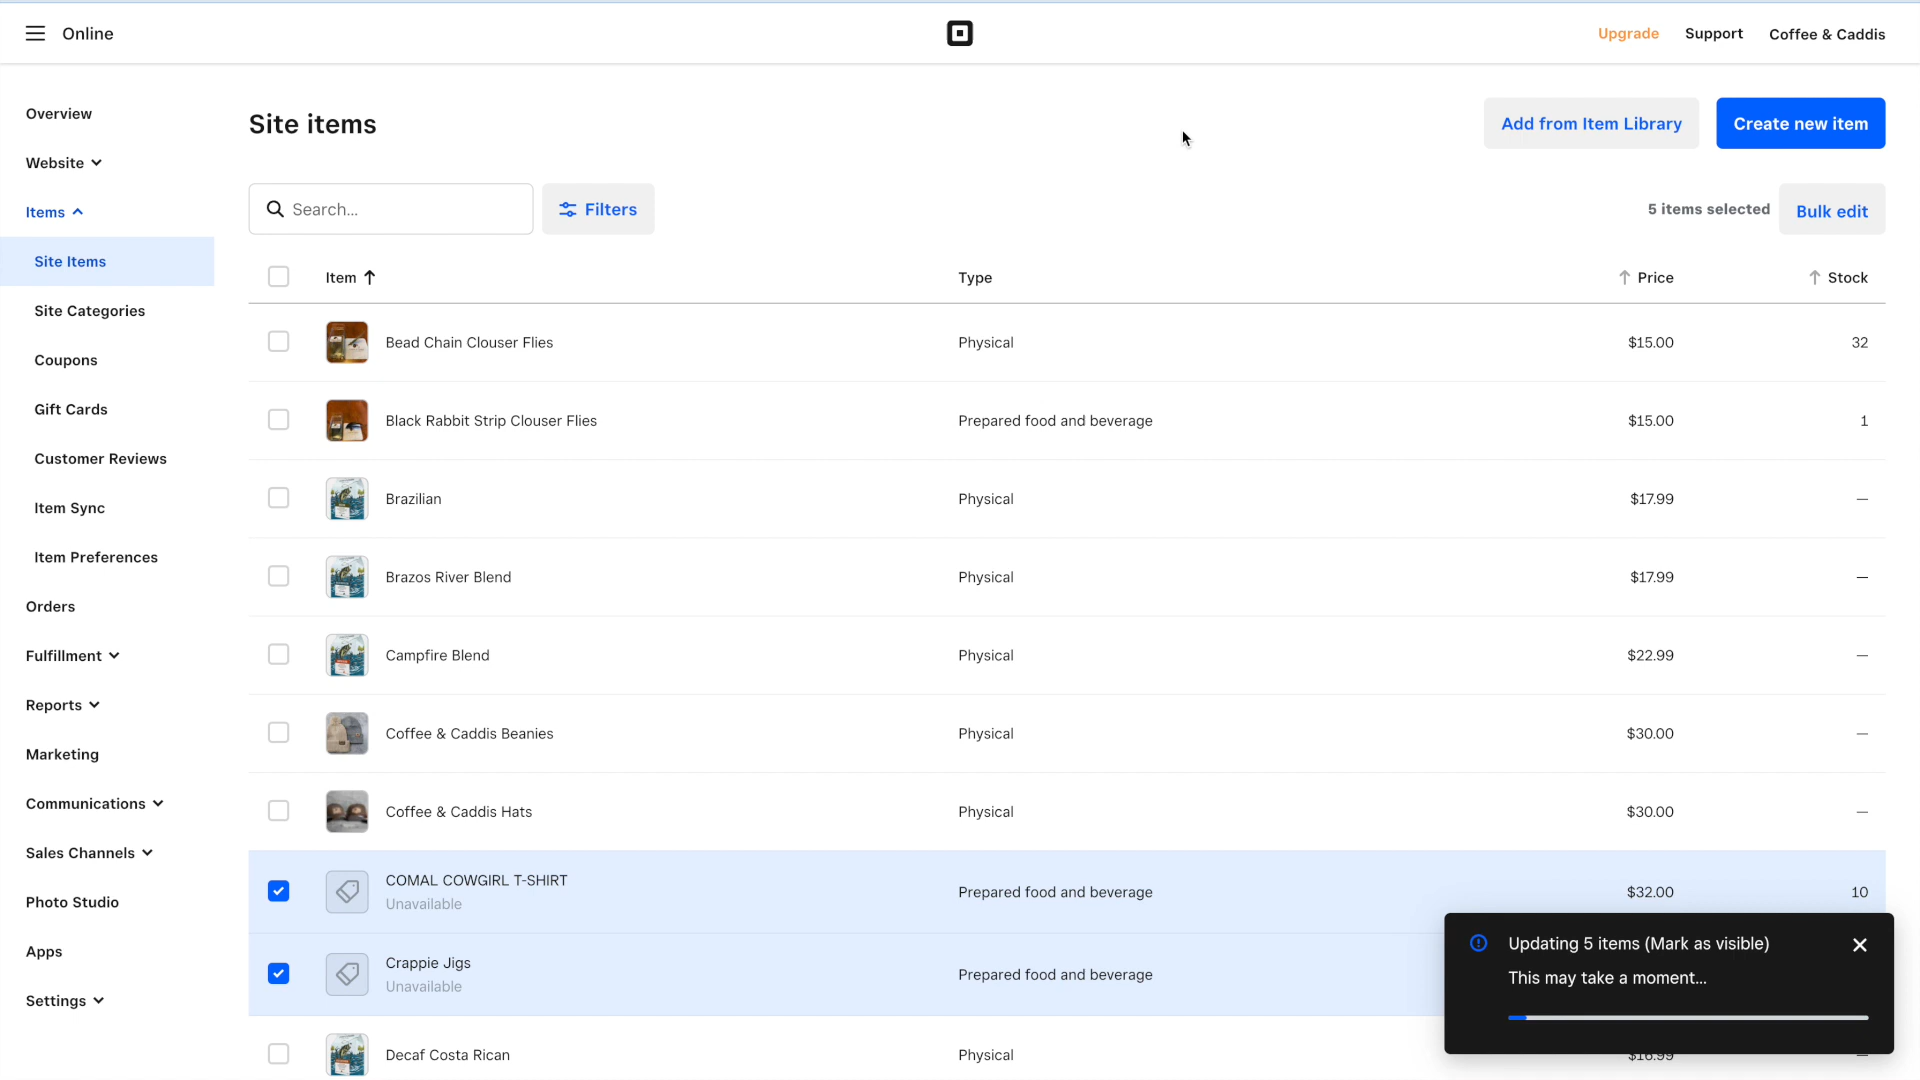 Online
Upgrade
Support
Coffee & Caddis
Overview
Website
Items
Site Items
Site Categories
Coupons
Gift Cards
Customer Reviews
Item Sync
Item Preferences
Orders
Fulfillment
Reports
Marketing
Communications
Sales Channels
Photo Studio
Apps
Settings
Site items
Add from Item Library
Create new item
Search...
Filters
5 items selected
Bulk edit
Item ↑ Type ↑ Price ↑ Stock
Bead Chain Clouser Flies Physical $15.00 32
Black Rabbit Strip Clouser Flies Prepared food and beverage $15.00 1
Brazilian Physical $17.99 —
Brazos River Blend Physical $17.99 —
Campfire Blend Physical $22.99 —
Coffee & Caddis Beanies Physical $30.00 —
Coffee & Caddis Hats Physical $30.00 —
COMAL COWGIRL T-SHIRT
Unavailable
Prepared food and beverage $32.00 10
Crappie Jigs
Unavailable
Prepared food and beverage
Decaf Costa Rican Physical $16.99 —
Updating 5 items (Mark as visible)
This may take a moment...